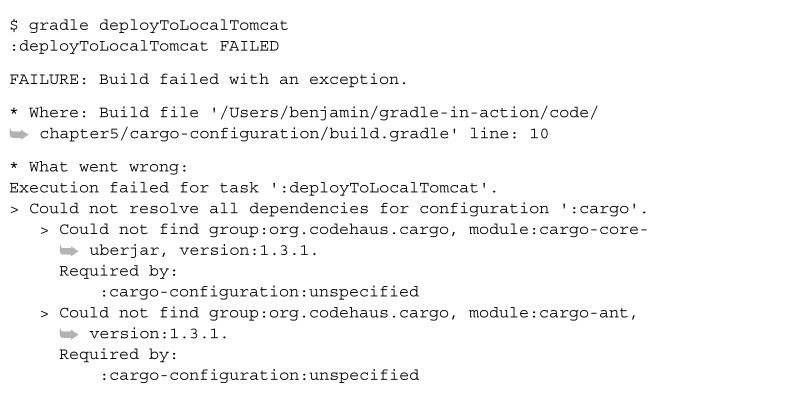 $ gradle deployToLocalTomcat
:deployToLocalTomcat FAILED
FAILURE: Build failed with an exception.
* Where: Build file '/Users/benjamin/gradle-in-action/code/
➥ chapter5/cargo-configuration/build.gradle' line: 10
* What went wrong:
Execution failed for task ':deployToLocalTomcat'.
> Could not resolve all dependencies for configuration ':cargo'.
> Could not find group:org.codehaus.cargo, module:cargo-core-
➥ uberjar, version:1.3.1.
Required by:
:cargo-configuration:unspecified
> Could not find group:org.codehaus.cargo, module:cargo-ant,
➥ version:1.3.1.
Required by:
:cargo-configuration:unspecified